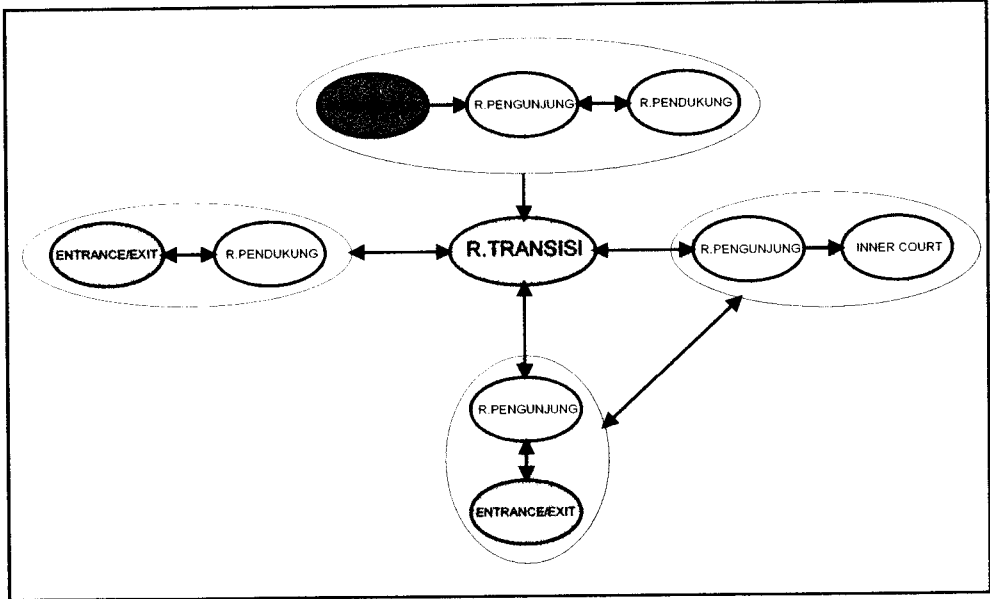 R.PENGUNJUNG
R.PENDUKUNG
ENTRANCE/EXIT
R.PENDUKUNG
R.TRANSISI
R.PENGUNJUNG
INNER COURT
R.PENGUNJUNG
ENTRANCE/EXIT